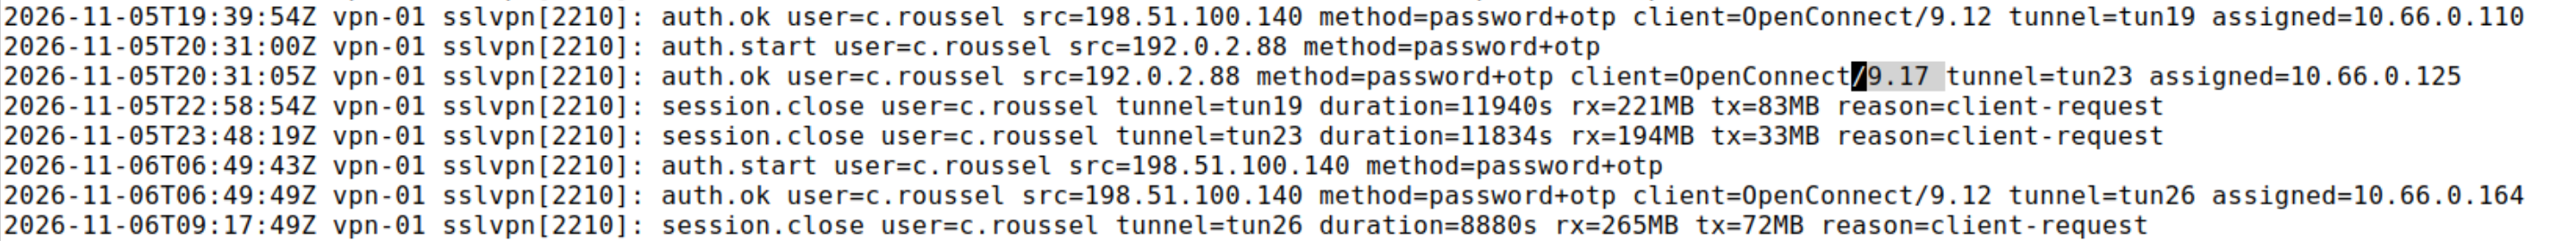 2026-11-05T19:39:54Z vpn-01 sslvpn[2210]: auth.ok user=c.roussel src=198.51.100.140 method=password+otp client=OpenConnect/9.12 tunnel=tun19 assigned=10.66.0.110
2026-11-05T20:31:00Z vpn-01 sslvpn[2210]: auth.start user=c.roussel src=192.0.2.88 method=password+otp
2026-11-05T20:31:05Z vpn-01 sslvpn[2210]: auth.ok user=c.roussel src=192.0.2.88 method=password+otp client=OpenConnect/9.17 tunnel=tun23 assigned=10.66.0.125
2026-11-05T22:58:54Z vpn-01 sslvpn[2210]: session.close user=c.roussel tunnel=tun19 duration=11940s rx=221MB tx=83MB reason=client-request
2026-11-05T23:48:19Z vpn-01 sslvpn[2210]: session.close user=c.roussel tunnel=tun23 duration=11834s rx=194MB tx=33MB reason=client-request
2026-11-06T06:49:43Z vpn-01 sslvpn[2210]: auth.start user=c.roussel src=198.51.100.140 method=password+otp
2026-11-06T06:49:49Z vpn-01 sslvpn[2210]: auth.ok user=c.roussel src=198.51.100.140 method=password+otp client=OpenConnect/9.12 tunnel=tun26 assigned=10.66.0.164
2026-11-06T09:17:49Z vpn-01 sslvpn[2210]: session.close user=c.roussel tunnel=tun26 duration=8880s rx=265MB tx=72MB reason=client-request